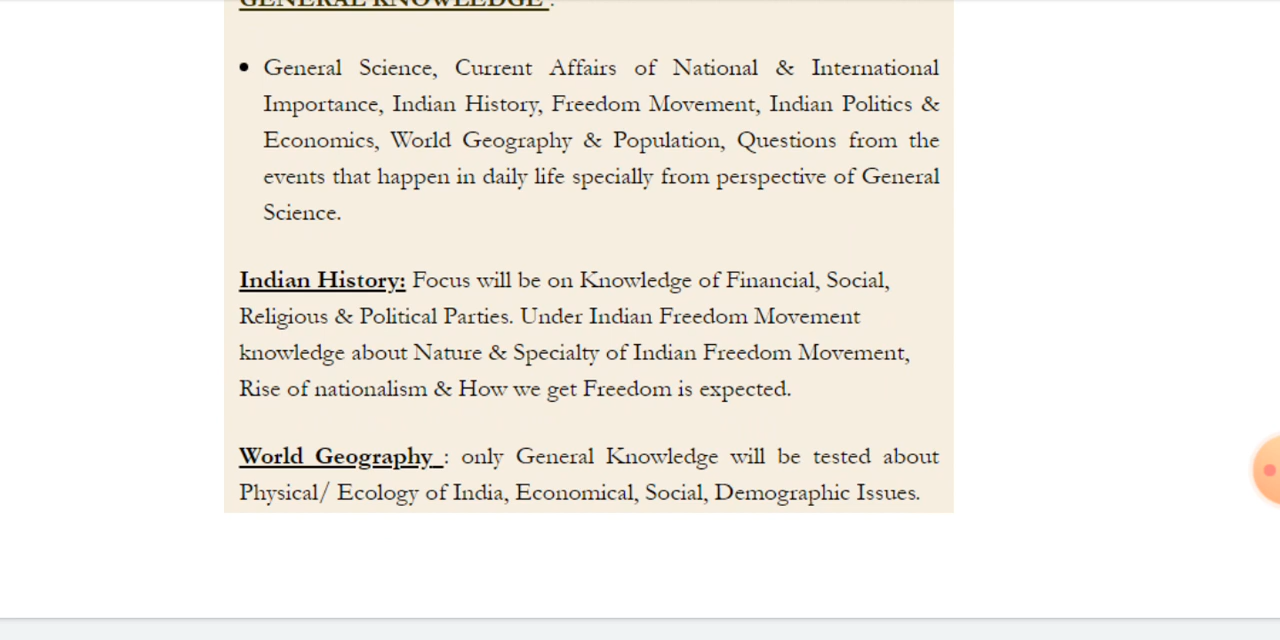 GENERAL KNOWLEDGE :
• General Science, Current Affairs of National & International
Importance, Indian History, Freedom Movement, Indian Politics &
Economics, World Geography & Population, Questions from the
events that happen in daily life specially from perspective of General
Science.
Indian History: Focus will be on Knowledge of Financial, Social,
Religious & Political Parties. Under Indian Freedom Movement
knowledge about Nature & Specialty of Indian Freedom Movement,
Rise of nationalism & How we get Freedom is expected.
World Geography : only General Knowledge will be tested about
Physical/ Ecology of India, Economical, Social, Demographic Issues.